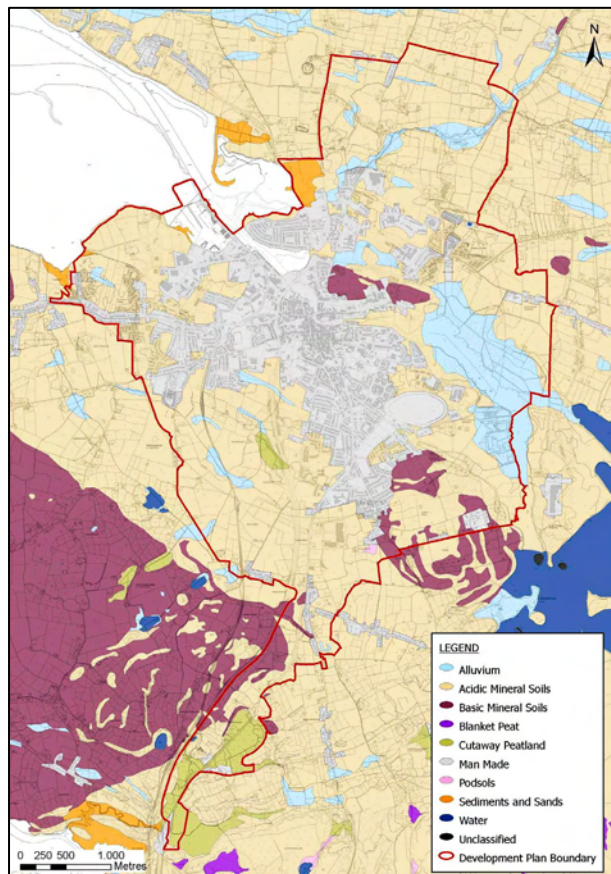 N
LEGEND
Alluvium
Acidic Mineral Soils
Basic Mineral Soils
Blanket Peat
Cutaway Peatland
Man Made
Podsols
Sediments and Sands
Water
Unclassified
Development Plan Boundary
0 250 500 1,000
Metres